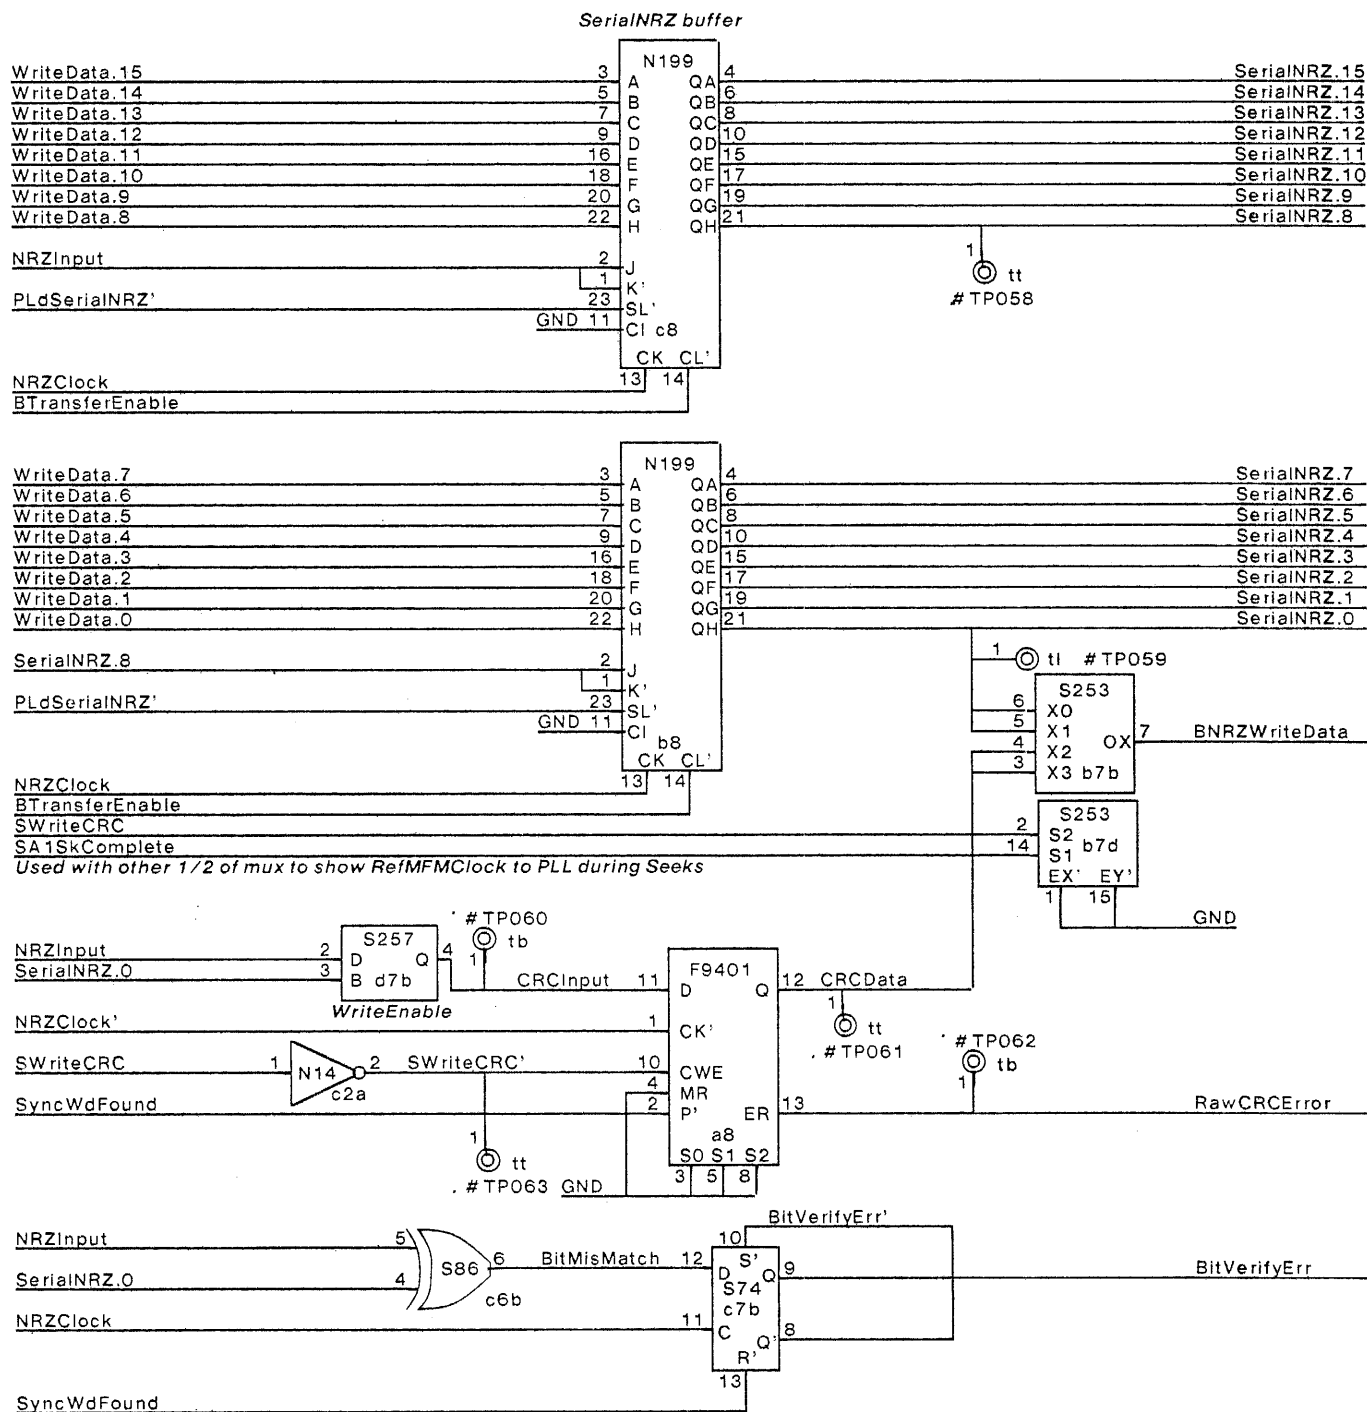 SerialNRZ buffer
N199
WriteData.15 3 A QA 4 SerialNRZ.15
WriteData.14 5 B QB 6 SerialNRZ.14
WriteData.13 7 C QC 8 SerialNRZ.13
WriteData.12 9 D QD 10 SerialNRZ.12
WriteData.11 16 E QE 15 SerialNRZ.11
WriteData.10 18 F QF 17 SerialNRZ.10
WriteData.9 20 G QG 19 SerialNRZ.9
WriteData.8 22 H QH 21 SerialNRZ.8
1 tt
#TP058
NRZInput 2 J
1 K'
PLdSerialNRZ' 23 SL'
GND 11 CI c8
CK CL'
NRZClock 13 14
BTransferEnable
N199
WriteData.7 3 A QA 4 SerialNRZ.7
WriteData.6 5 B QB 6 SerialNRZ.6
WriteData.5 7 C QC 8 SerialNRZ.5
WriteData.4 9 D QD 10 SerialNRZ.4
WriteData.3 16 E QE 15 SerialNRZ.3
WriteData.2 18 F QF 17 SerialNRZ.2
WriteData.1 20 G QG 19 SerialNRZ.1
WriteData.0 22 H QH 21 SerialNRZ.0
1 tl #TP059
SerialNRZ.8 2 J
1 K'
PLdSerialNRZ' 23 SL'
GND 11 CI
b8
CK CL'
S253
6 X0
5 X1
4 X2 OX 7 BNRZWriteData
3 X3 b7b
NRZClock 13 14
BTransferEnable
S253
SWriteCRC 2 S2
SA1SkComplete 14 S1 b7d
Used with other 1/2 of mux to show RefMFMClock to PLL during Seeks
EX' EY'
1 15
GND
#TP060
1 tb
S257
NRZInput 2 D Q 4
SerialNRZ.0 3 B d7b
WriteEnable
F9401
CRCInput 11 D Q 12 CRCData
1 tt
#TP061
NRZClock' 1 CK'
#TP062
1 tb
SWriteCRC 1 N14 2 SWriteCRC' 10 CWE
c2a
4 MR
SyncWdFound 2 P' ER 13 RawCRCError
a8
S0 S1 S2
1 tt
#TP063 GND 3 5 8
BitVerifyErr'
NRZInput 5
SerialNRZ.0 4 S86 6 BitMisMatch 12 D Q 9 BitVerifyErr
c6b
10 S'
S74
c7b
NRZClock 11 C Q' 8
R'
13
SyncWdFound